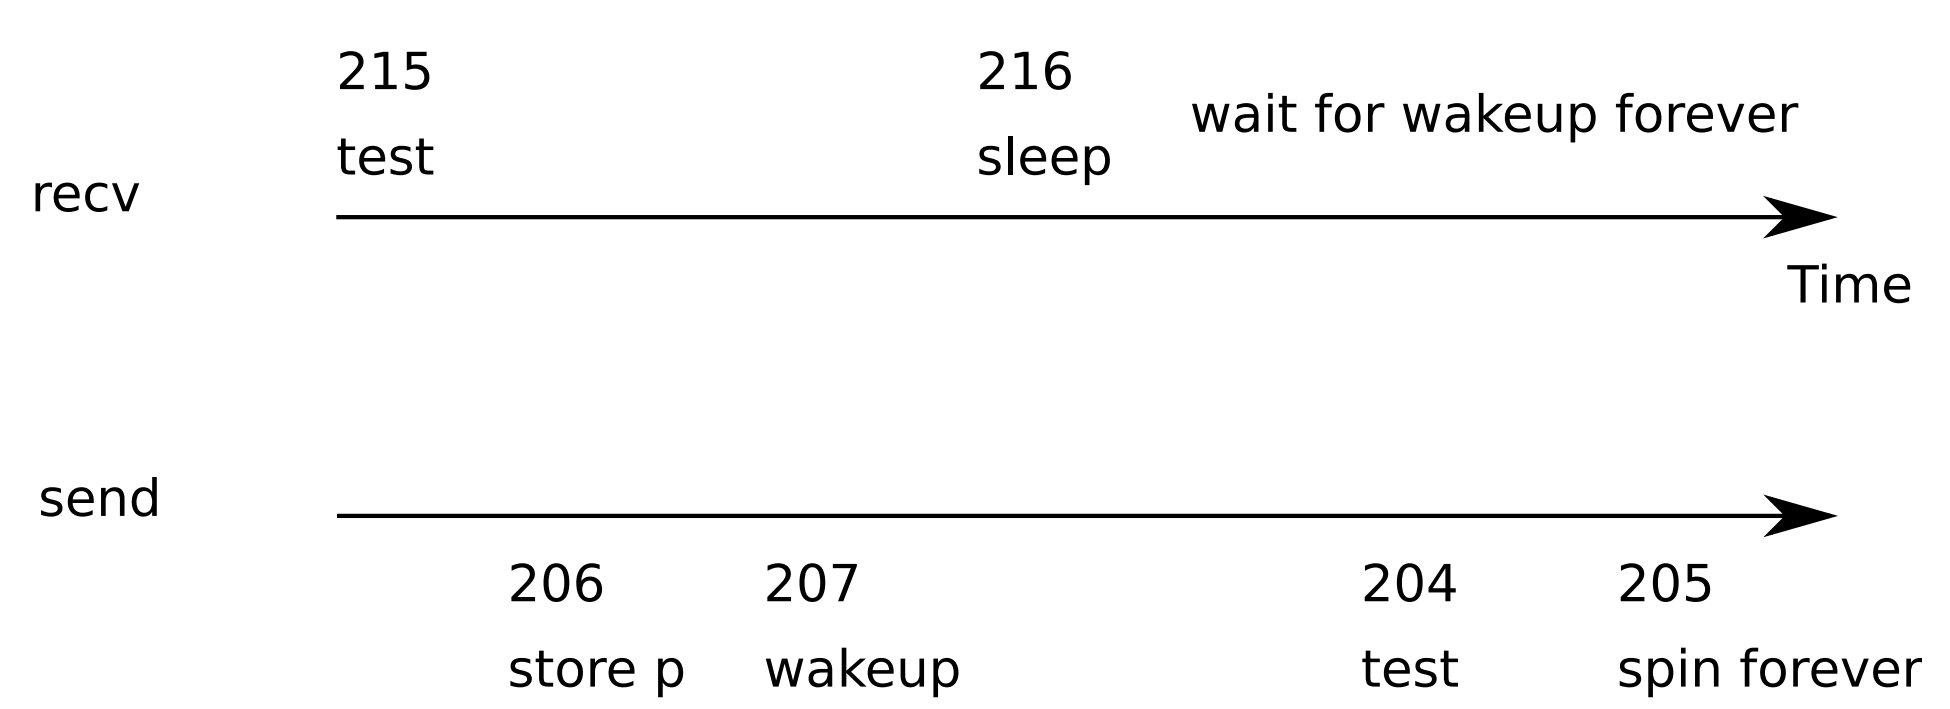 215
216
test
sleep
wait for wakeup forever
recv
Time
send
206
207
204
205
store p
wakeup
test
spin forever